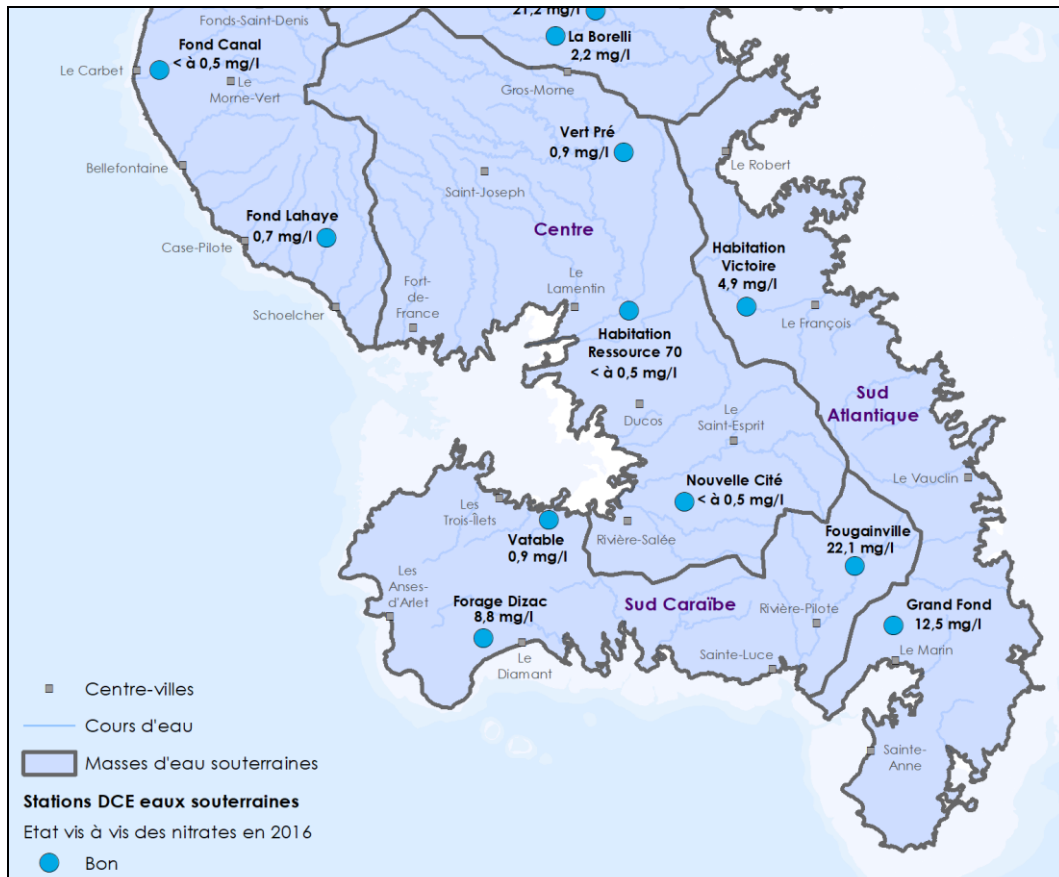 21,2 mg/l
Fonds-Saint-Denis
Fond Canal
< à 0,5 mg/l
La Borelli
2,2 mg/l
Le Carbet
Le
Morne-Vert
Gros-Morne
Vert Pré
0,9 mg/l
Le Robert
Bellefontaine
Saint-Joseph
Fond Lahaye
0,7 mg/l
Centre
Case-Pilote
Habitation
Victoire
4,9 mg/l
Fort-
de-
France
Le
Lamentin
Schoelcher
Le François
Habitation
Ressource 70
< à 0,5 mg/l
Sud
Atlantique
Ducos
Le
Saint-Esprit
Le Vauclin
Nouvelle Cité
< à 0,5 mg/l
Les
Trois-Îlets
Vatable
0,9 mg/l
Rivière-Salée
Fougainville
22,1 mg/l
Les
Anses-
d'Arlet
Forage Dizac
8,8 mg/l
Sud Caraïbe
Rivière-Pilote
Grand Fond
12,5 mg/l
Le
Diamant
Sainte-Luce
Le Marin
Sainte-
Anne
Centre-villes
Cours d'eau
Masses d'eau souterraines
Stations DCE eaux souterraines
Etat vis à vis des nitrates en 2016
Bon